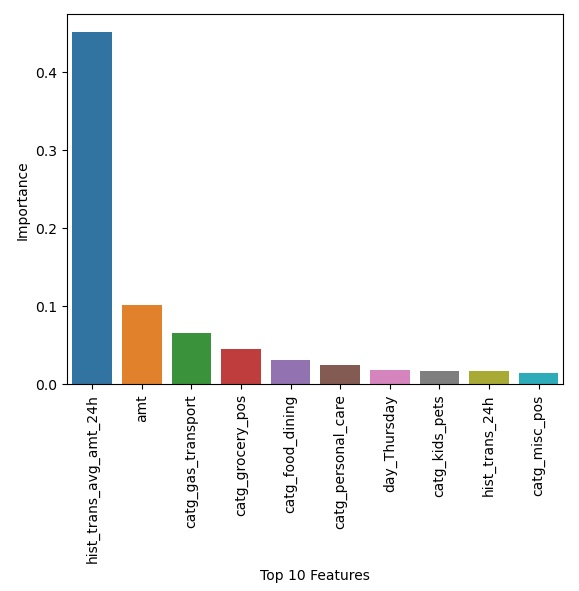 Importance
0.4
0.3
0.2
0.1
0.0
hist_trans_avg_amt_24h
amt
catg_gas_transport
catg_grocery_pos
catg_food_dining
catg_personal_care
day_Thursday
catg_kids_pets
hist_trans_24h
catg_misc_pos
Top 10 Features